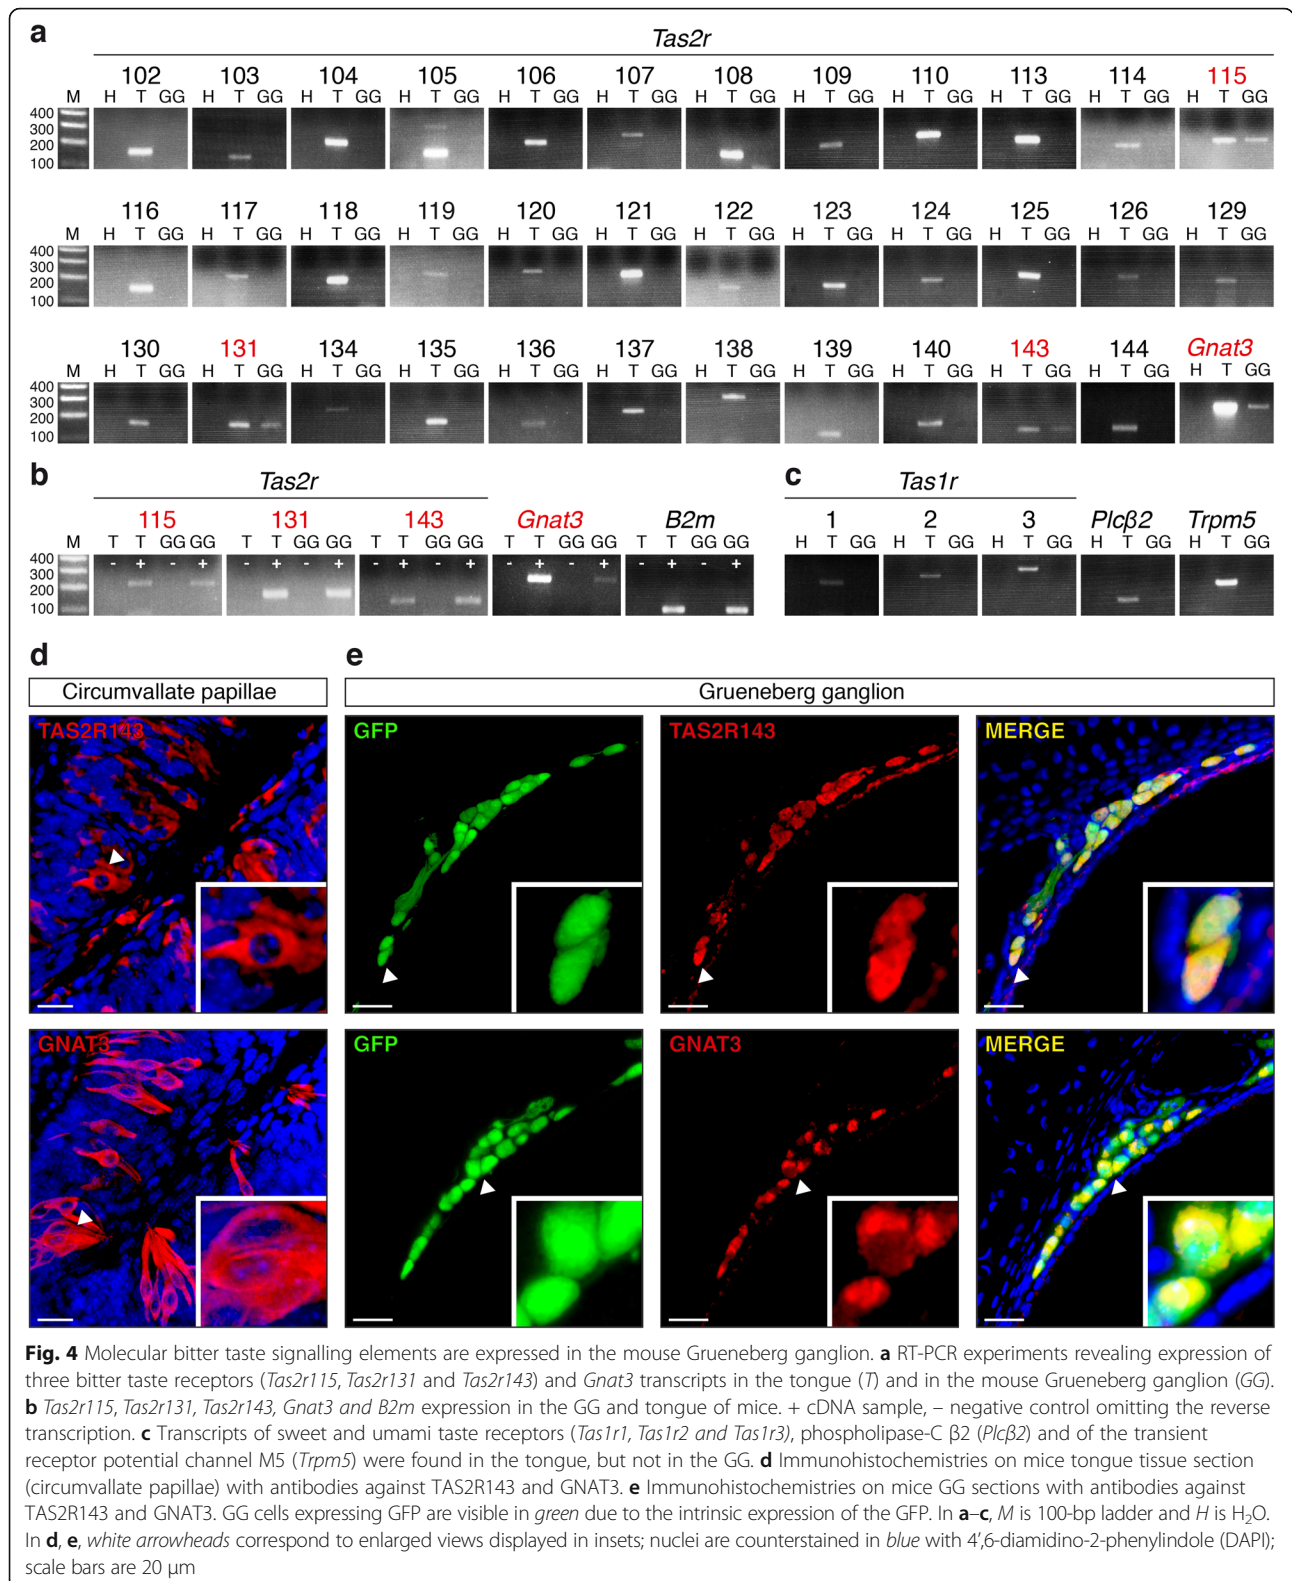 a
Tas2r
102 103 104 105 106 107 108 109 110 113 114 115
M H T GG H T GG H T GG H T GG H T GG H T GG H T GG H T GG H T GG H T GG H T GG H T GG
400
300
200
100
116 117 118 119 120 121 122 123 124 125 126 129
M H T GG H T GG H T GG H T GG H T GG H T GG H T GG H T GG H T GG H T GG H T GG H T GG
400
300
200
100
130 131 134 135 136 137 138 139 140 143 144 Gnat3
M H T GG H T GG H T GG H T GG H T GG H T GG H T GG H T GG H T GG H T GG H T GG H T GG
400
300
200
100
b
Tas2r
115 131 143 Gnat3 B2m
M T T GG GG T T GG GG T T GG GG T T GG GG T T GG GG
- + - + - + - + - + - + - + - + - + - +
400
300
200
100
c
Tas1r
1 2 3 Plcβ2 Trpm5
H T GG H T GG H T GG H T GG H T GG
d
Circumvallate papillae
TAS2R143
GNAT3
e
Grueneberg ganglion
GFP TAS2R143 MERGE
GFP GNAT3 MERGE
Fig. 4 Molecular bitter taste signalling elements are expressed in the mouse Grueneberg ganglion. a RT-PCR experiments revealing expression of
three bitter taste receptors (Tas2r115, Tas2r131 and Tas2r143) and Gnat3 transcripts in the tongue (T) and in the mouse Grueneberg ganglion (GG).
b Tas2r115, Tas2r131, Tas2r143, Gnat3 and B2m expression in the GG and tongue of mice. + cDNA sample, – negative control omitting the reverse
transcription. c Transcripts of sweet and umami taste receptors (Tas1r1, Tas1r2 and Tas1r3), phospholipase-C β2 (Plcβ2) and of the transient
receptor potential channel M5 (Trpm5) were found in the tongue, but not in the GG. d Immunohistochemistries on mice tongue tissue section
(circumvallate papillae) with antibodies against TAS2R143 and GNAT3. e Immunohistochemistries on mice GG sections with antibodies against
TAS2R143 and GNAT3. GG cells expressing GFP are visible in green due to the intrinsic expression of the GFP. In a–c, M is 100-bp ladder and H is H₂O.
In d, e, white arrowheads correspond to enlarged views displayed in insets; nuclei are counterstained in blue with 4′,6-diamidino-2-phenylindole (DAPI);
scale bars are 20 μm